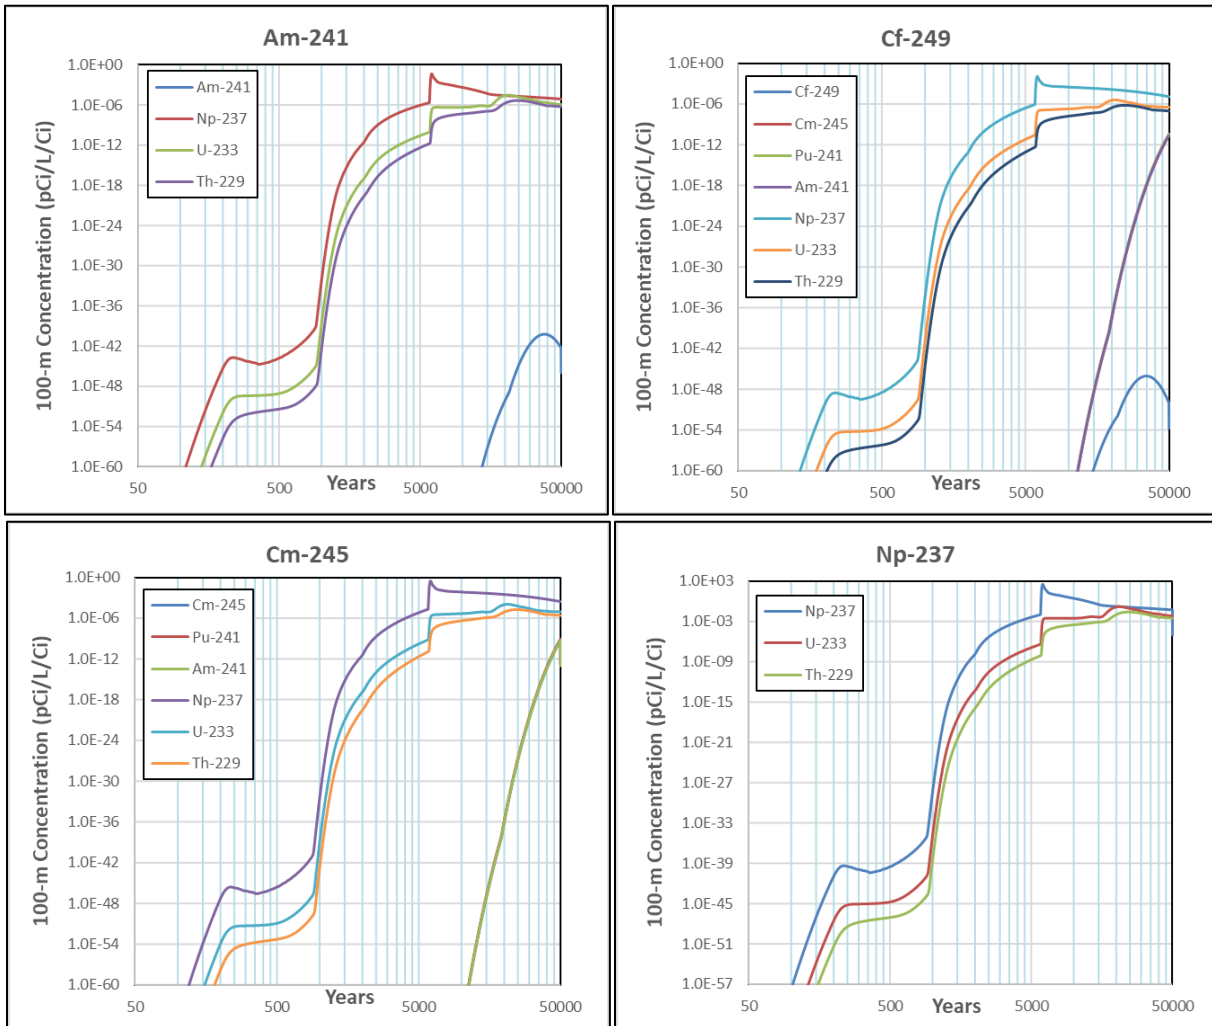 Am-241
100-m Concentration (pCi/L/Ci)
1.0E+00
1.0E-06
1.0E-12
1.0E-18
1.0E-24
1.0E-30
1.0E-36
1.0E-42
1.0E-48
1.0E-54
1.0E-60
Am-241
Np-237
U-233
Th-229
50
500
5000
50000
Years
Cf-249
100-m Concentration (pCi/L/Ci)
1.0E+00
1.0E-06
1.0E-12
1.0E-18
1.0E-24
1.0E-30
1.0E-36
1.0E-42
1.0E-48
1.0E-54
1.0E-60
Cf-249
Cm-245
Pu-241
Am-241
Np-237
U-233
Th-229
50
500
5000
50000
Years
Cm-245
100-m Concentration (pCi/L/Ci)
1.0E+00
1.0E-06
1.0E-12
1.0E-18
1.0E-24
1.0E-30
1.0E-36
1.0E-42
1.0E-48
1.0E-54
1.0E-60
Cm-245
Pu-241
Am-241
Np-237
U-233
Th-229
50
500
5000
50000
Years
Np-237
100-m Concentration (pCi/L/Ci)
1.0E+03
1.0E-03
1.0E-09
1.0E-15
1.0E-21
1.0E-27
1.0E-33
1.0E-39
1.0E-45
1.0E-51
1.0E-57
Np-237
U-233
Th-229
50
500
5000
50000
Years